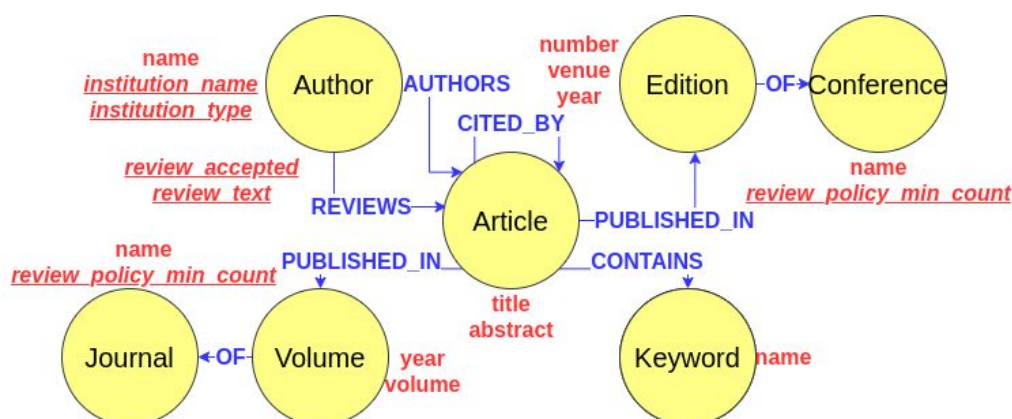 name
institution_name
institution_type
Author
AUTHORS
number
venue
year
Edition
OF
Conference
CITED_BY
review_accepted
review_text
REVIEWS
Article
PUBLISHED_IN
name
review_policy_min_count
name
review_policy_min_count
PUBLISHED_IN
CONTAINS
title
abstract
Journal
OF
Volume
year
volume
Keyword
name